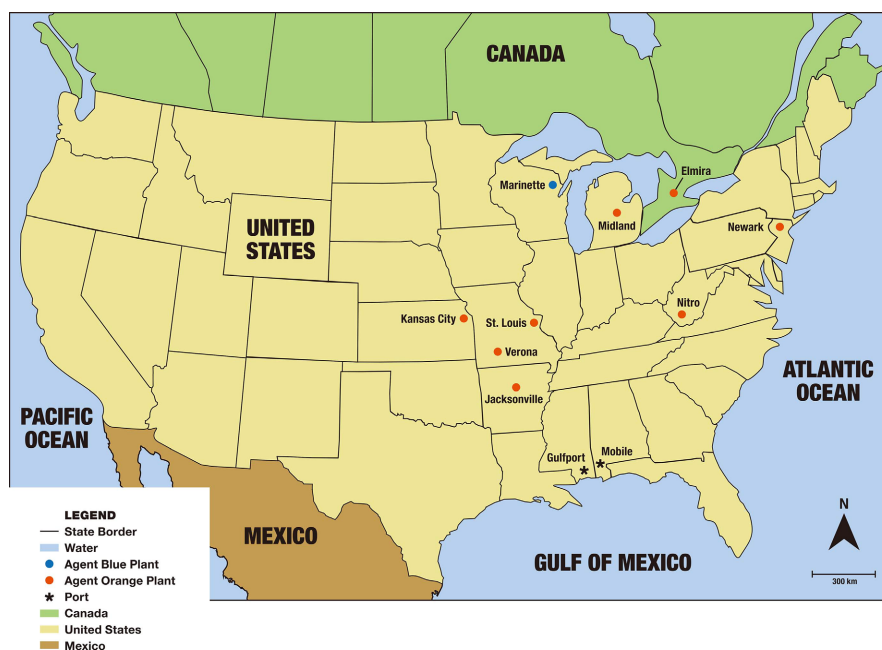 CANADA
Elmira
Marinette
Midland
UNITED
STATES
Newark
Nitro
Kansas City
St. Louis
Verona
ATLANTIC
OCEAN
Jacksonville
PACIFIC
OCEAN
Gulfport
Mobile
N
MEXICO
GULF OF MEXICO
300 km
LEGEND
State Border
Water
Agent Blue Plant
Agent Orange Plant
Port
Canada
United States
Mexico